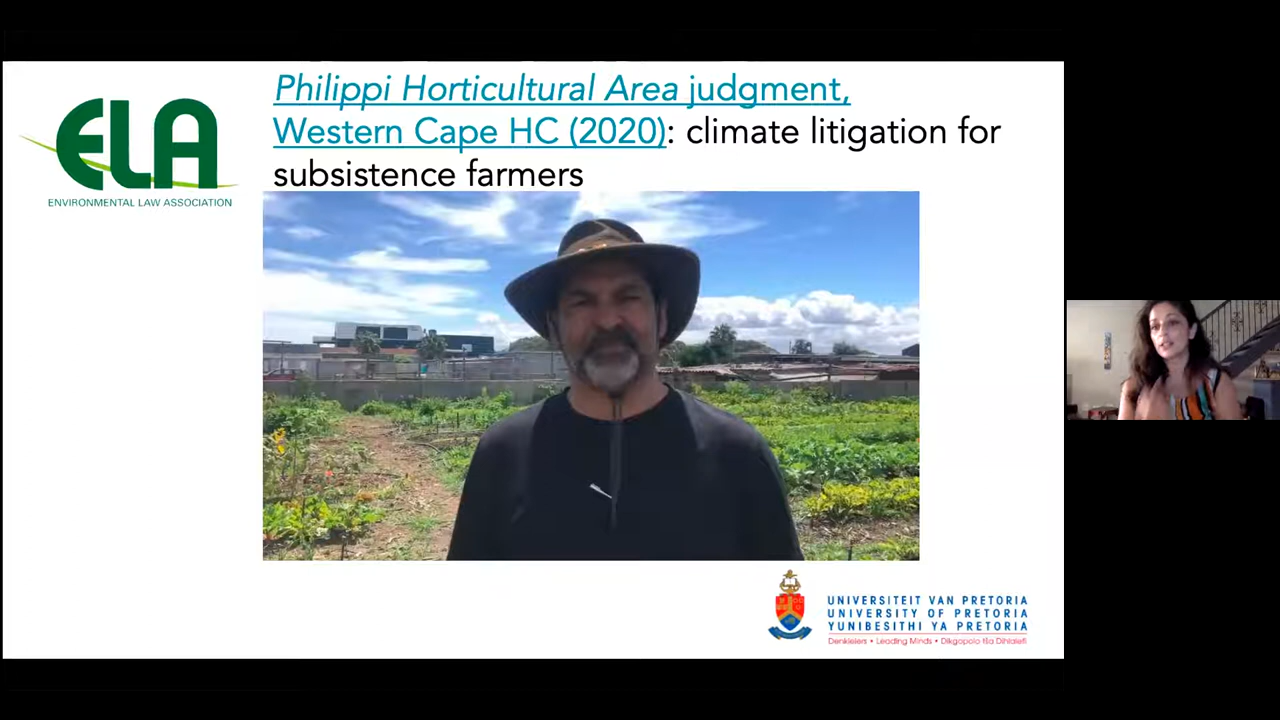 Philippi Horticultural Area judgment,
Western Cape HC (2020): climate litigation for
subsistence farmers
ELA
ENVIRONMENTAL LAW ASSOCIATION
UNIVERSITEIT VAN PRETORIA
UNIVERSITY OF PRETORIA
YUNIBESITHI YA PRETORIA
Denkleiers • Leading Minds • Dikgopolo tša Dihlalefi